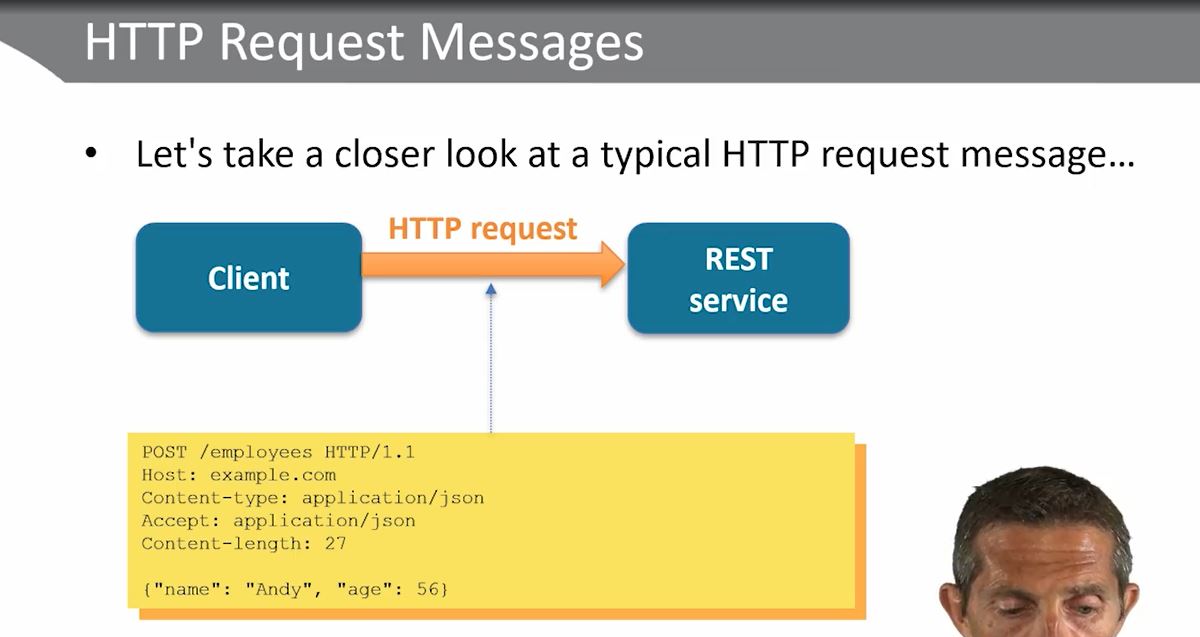 HTTP Request Messages
• Let's take a closer look at a typical HTTP request message…
HTTP request
Client
REST
service
POST /employees HTTP/1.1
Host: example.com
Content-type: application/json
Accept: application/json
Content-length: 27
{"name": "Andy", "age": 56}